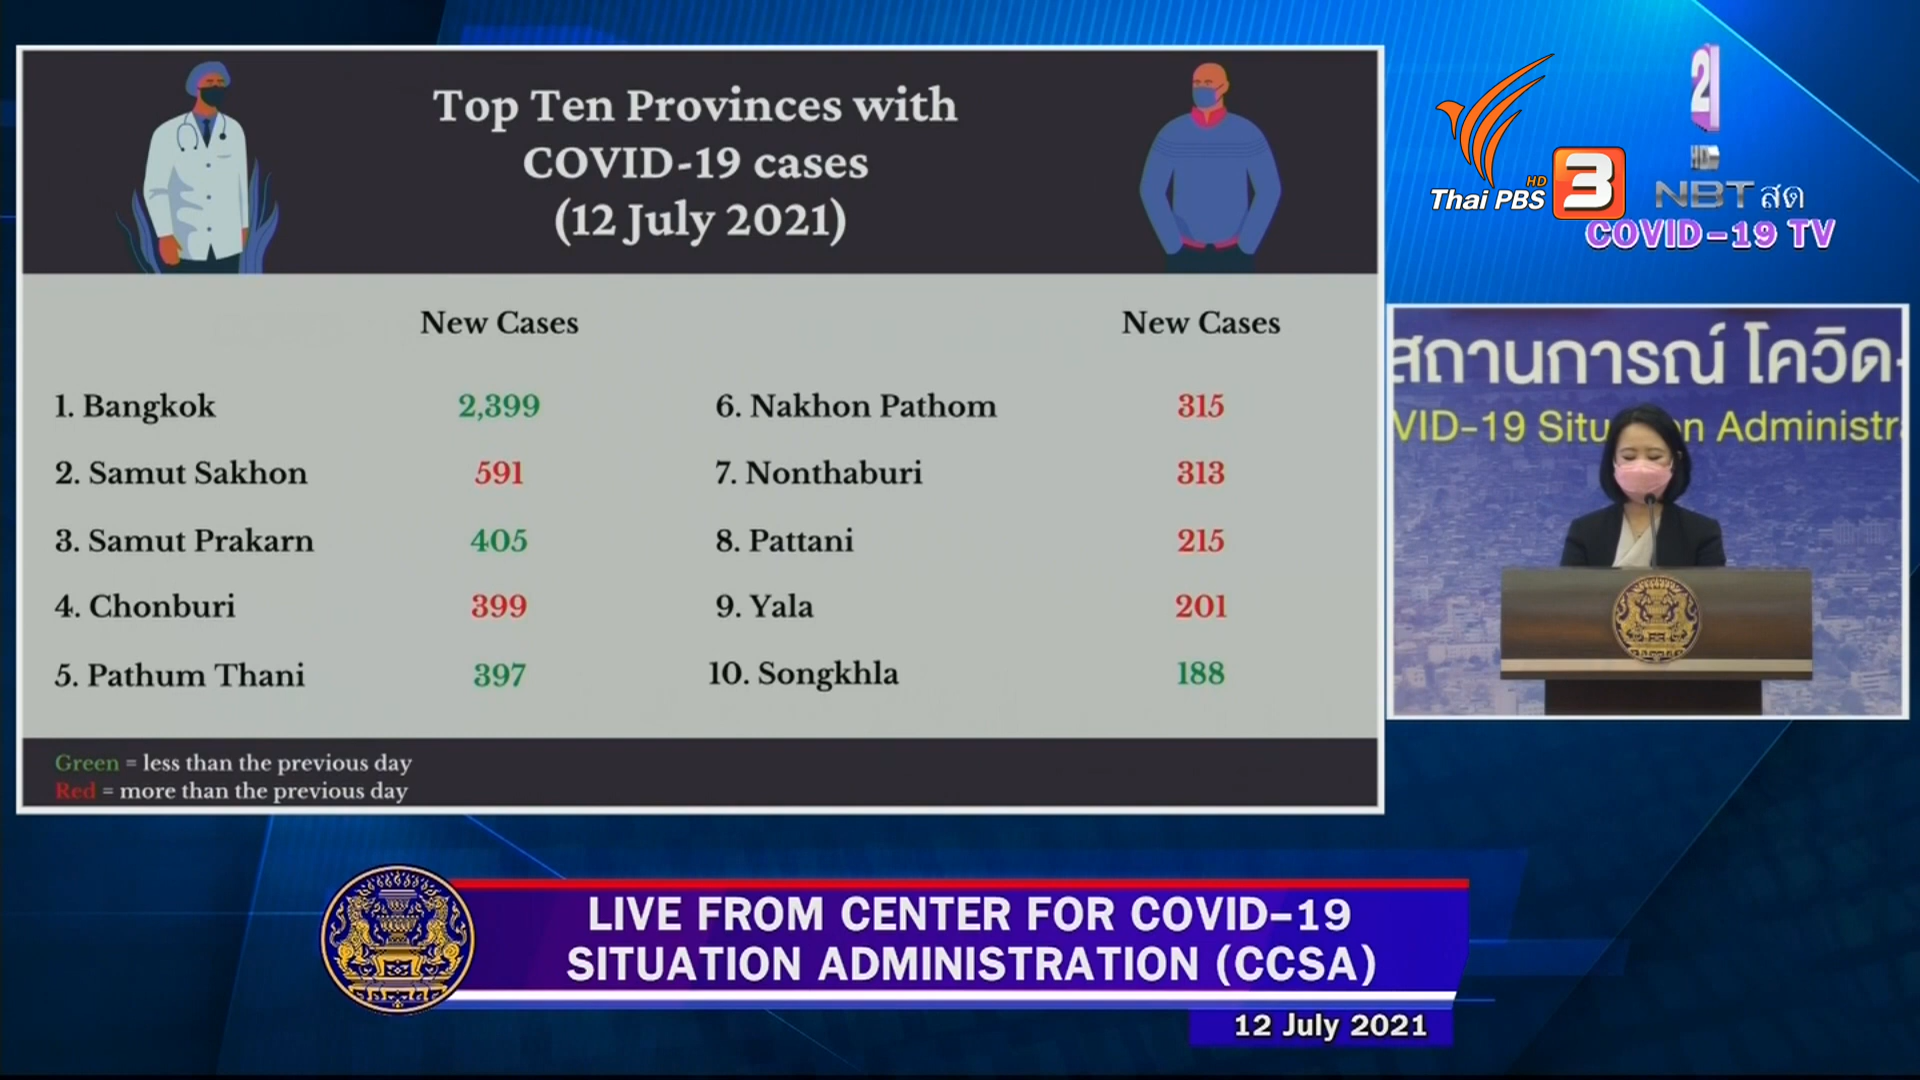 Top Ten Provinces with
COVID-19 cases
(12 July 2021)
New Cases
1. Bangkok 2,399
2. Samut Sakhon 591
3. Samut Prakarn 405
4. Chonburi 399
5. Pathum Thani 397
New Cases
6. Nakhon Pathom 315
7. Nonthaburi 313
8. Pattani 215
9. Yala 201
10. Songkhla 188
Green = less than the previous day
Red = more than the previous day
Thai PBS HD
3
2
HD
NBT สด
COVID-19 TV
สถานการณ์ โควิด-
VID-19 Situ n Administr
LIVE FROM CENTER FOR COVID-19
SITUATION ADMINISTRATION (CCSA)
12 July 2021